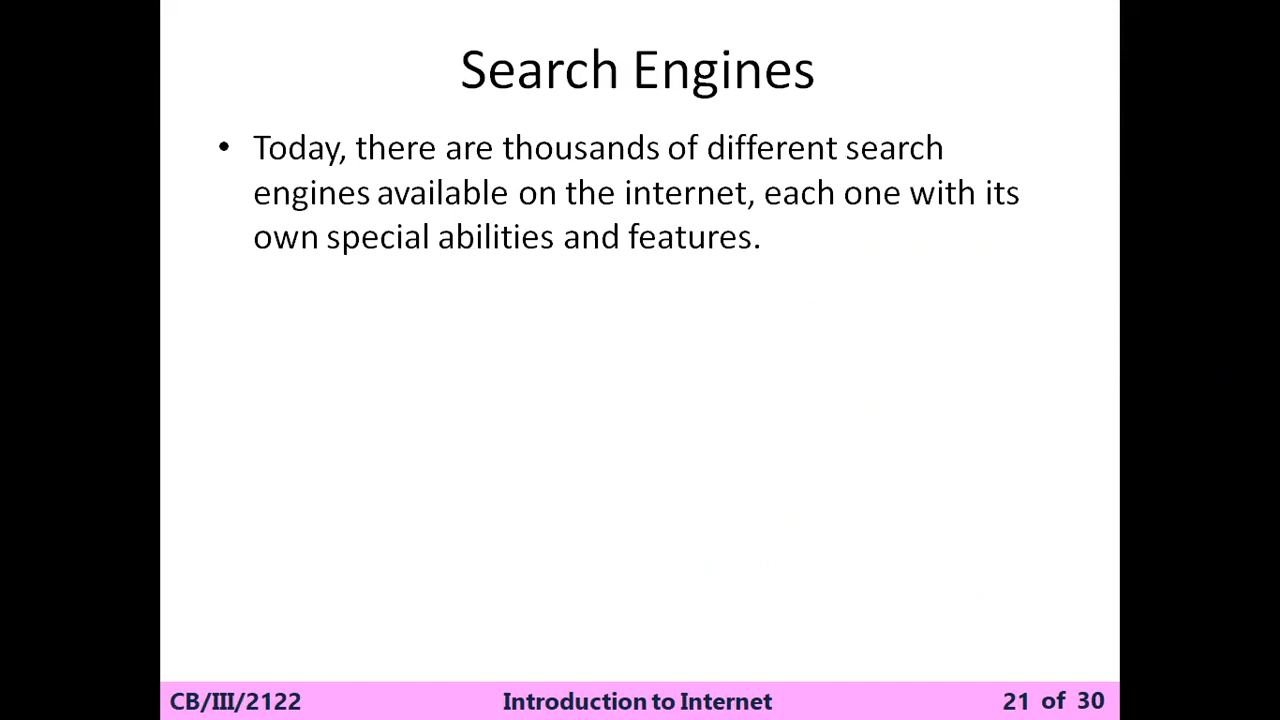 Search Engines
• Today, there are thousands of different search
engines available on the internet, each one with its
own special abilities and features.
CB/III/2122 Introduction to Internet 21 of 30